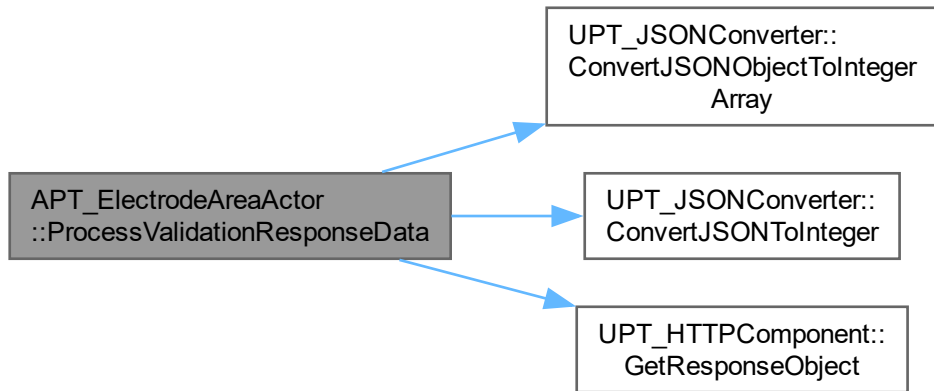 APT_ElectrodeAreaActor
::ProcessValidationResponseData
UPT_JSONConverter::
ConvertJSONObjectToInteger
Array
UPT_JSONConverter::
ConvertJSONToInteger
UPT_HTTPComponent::
GetResponseObject